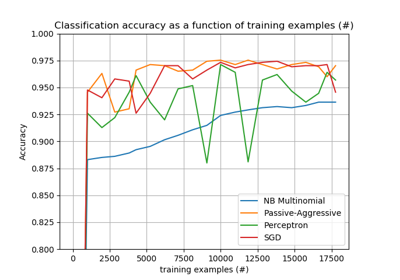 Classification accuracy as a function of training examples (#)
1.000
0.975
0.950
0.925
0.900
0.875
0.850
0.825
0.800
Accuracy
NB Multinomial
Passive-Aggressive
Perceptron
SGD
0 2500 5000 7500 10000 12500 15000 17500
training examples (#)